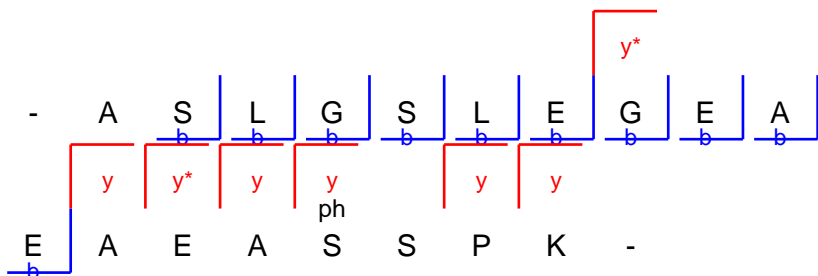 y*
- A S L G S L E G E A
b b b b b b b b b
y y* y y y y
ph
E A E A S S P K -
b